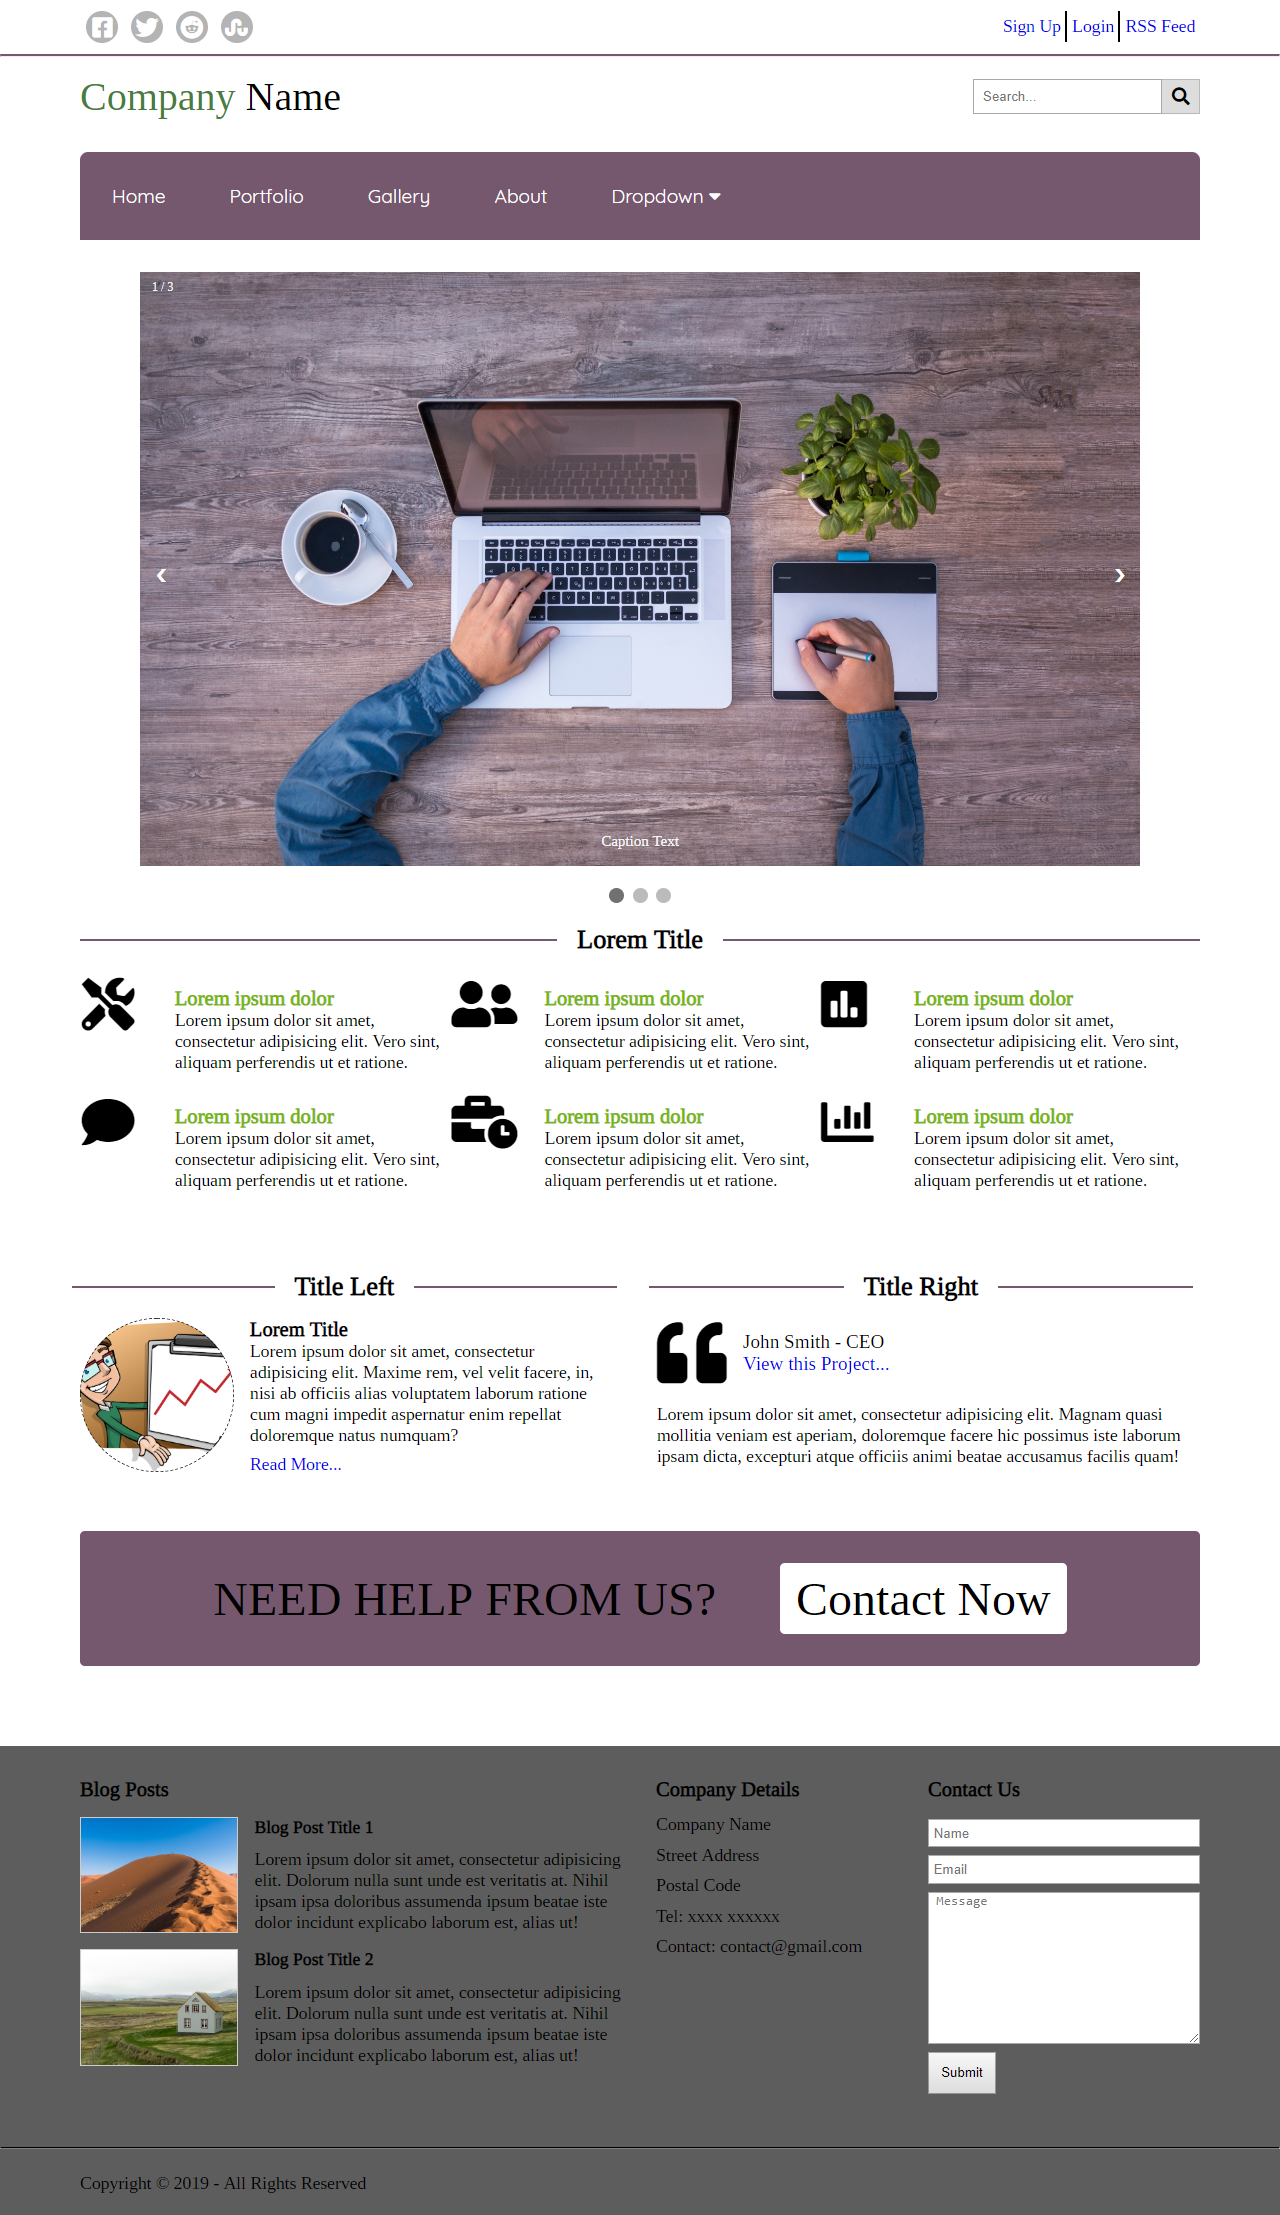 Sign Up Login RSS Feed
Company Name
Search...
Home Portfolio Gallery About Dropdown
1 / 3
Caption Text
Lorem Title
Lorem ipsum dolor
Lorem ipsum dolor sit amet,
consectetur adipisicing elit. Vero sint,
aliquam perferendis ut et ratione.
Lorem ipsum dolor
Lorem ipsum dolor sit amet,
consectetur adipisicing elit. Vero sint,
aliquam perferendis ut et ratione.
Lorem ipsum dolor
Lorem ipsum dolor sit amet,
consectetur adipisicing elit. Vero sint,
aliquam perferendis ut et ratione.
Lorem ipsum dolor
Lorem ipsum dolor sit amet,
consectetur adipisicing elit. Vero sint,
aliquam perferendis ut et ratione.
Lorem ipsum dolor
Lorem ipsum dolor sit amet,
consectetur adipisicing elit. Vero sint,
aliquam perferendis ut et ratione.
Lorem ipsum dolor
Lorem ipsum dolor sit amet,
consectetur adipisicing elit. Vero sint,
aliquam perferendis ut et ratione.
Title Left
Lorem Title
Lorem ipsum dolor sit amet, consectetur
adipisicing elit. Maxime rem, vel velit facere, in,
nisi ab officiis alias voluptatem laborum ratione
cum magni impedit aspernatur enim repellat
doloremque natus numquam?
Read More...
Title Right
John Smith - CEO
View this Project...
Lorem ipsum dolor sit amet, consectetur adipisicing elit. Magnam quasi
mollitia veniam est aperiam, doloremque facere hic possimus iste laborum
ipsam dicta, excepturi atque officiis animi beatae accusamus facilis quam!
NEED HELP FROM US?
Contact Now
Blog Posts
Blog Post Title 1
Lorem ipsum dolor sit amet, consectetur adipisicing
elit. Dolorum nulla sunt unde est veritatis at. Nihil
ipsam ipsa doloribus assumenda ipsum beatae iste
dolor incidunt explicabo laborum est, alias ut!
Blog Post Title 2
Lorem ipsum dolor sit amet, consectetur adipisicing
elit. Dolorum nulla sunt unde est veritatis at. Nihil
ipsam ipsa doloribus assumenda ipsum beatae iste
dolor incidunt explicabo laborum est, alias ut!
Company Details
Company Name
Street Address
Postal Code
Tel: xxxx xxxxxx
Contact: contact@gmail.com
Contact Us
Name
Email
Message
Submit
Copyright © 2019 - All Rights Reserved